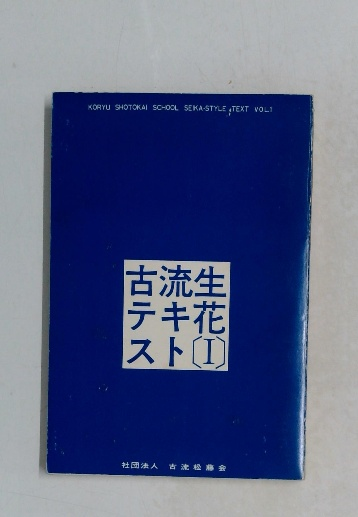 KORYU SHOTOKAI SCHOOL SEIKA-STYLE TEXT VOL.1
古流生
テキ花
スト〔I〕
社団法人 古流松藤会